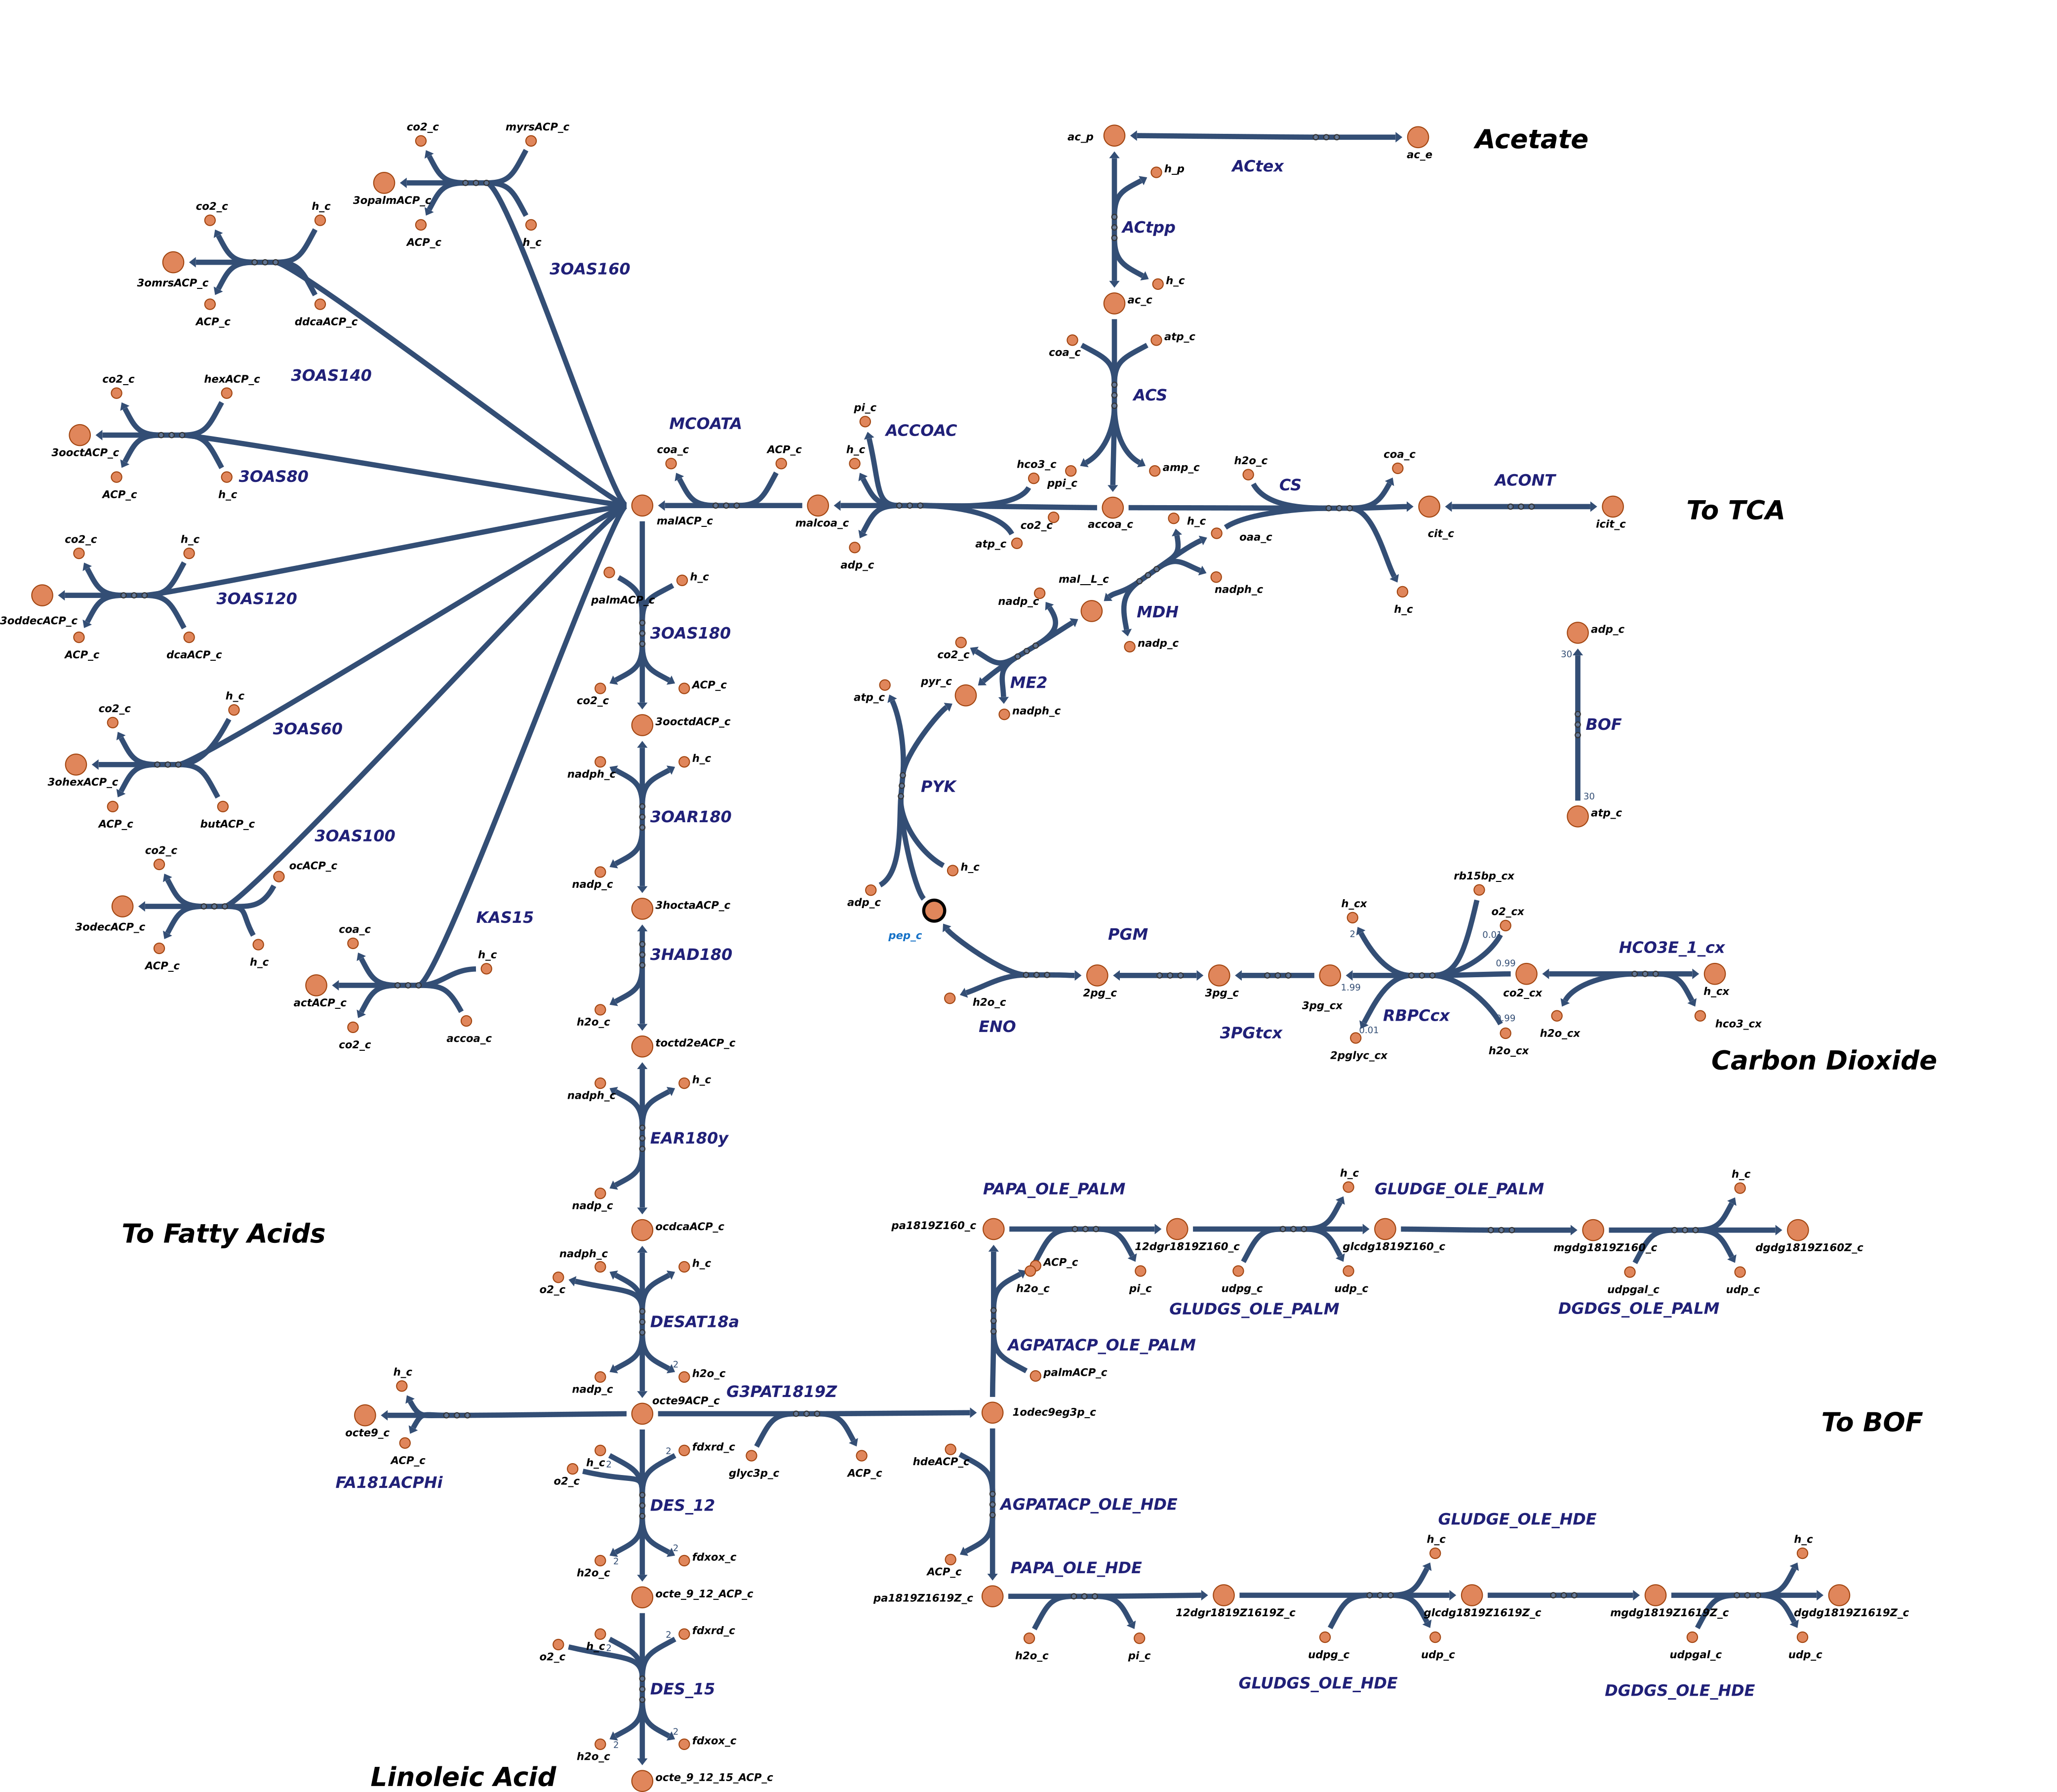 co2_c
myrsACP_c
3opalmACP_c
ACP_c
h_c
3OAS160
co2_c
h_c
3omrsACP_c
ACP_c
ddcaACP_c
3OAS140
co2_c
hexACP_c
3ooctACP_c
ACP_c
h_c
3OAS80
co2_c
h_c
3oddecACP_c
ACP_c
dcaACP_c
3OAS120
co2_c
h_c
3ohexACP_c
ACP_c
butACP_c
3OAS60
co2_c
ocACP_c
3odecACP_c
ACP_c
h_c
3OAS100
coa_c
h_c
actACP_c
co2_c
accoa_c
KAS15
ac_p
ac_e
ACtex
Acetate
h_p
ACtpp
h_c
ac_c
coa_c
atp_c
ACS
ppi_c
amp_c
MCOATA
coa_c
ACP_c
malACP_c
malcoa_c
pi_c
h_c
ACCOAC
adp_c
hco3_c
co2_c
atp_c
accoa_c
h2o_c
CS
coa_c
oaa_c
h_c
cit_c
ACONT
icit_c
To TCA
h_c
nadph_c
mal__L_c
MDH
nadp_c
nadp_c
co2_c
ME2
pyr_c
nadph_c
atp_c
PYK
h_c
adp_c
pep_c
adp_c
30
BOF
30
atp_c
palmACP_c
h_c
3OAS180
co2_c
ACP_c
3ooctdACP_c
nadph_c
h_c
3OAR180
nadp_c
3hoctaACP_c
3HAD180
h2o_c
toctd2eACP_c
nadph_c
h_c
EAR180y
nadp_c
ocdcaACP_c
nadph_c
o2_c
h_c
DESAT18a
nadp_c
2
h2o_c
octe9ACP_c
To Fatty Acids
PGM
h2o_c
ENO
2pg_c
3pg_c
3PGtcx
3pg_cx
1.99
h_cx
2
rb15bp_cx
o2_cx
0.01
0.99
RBPCcx
0.01
2pglyc_cx
0.99
h2o_cx
co2_cx
HCO3E_1_cx
h_cx
h2o_cx
hco3_cx
Carbon Dioxide
PAPA_OLE_PALM
pa1819Z160_c
12dgr1819Z160_c
h_c
GLUDGE_OLE_PALM
glcdg1819Z160_c
mgdg1819Z160_c
h_c
dgdg1819Z160Z_c
ACP_c
h2o_c
pi_c
udpg_c
udp_c
GLUDGS_OLE_PALM
udpgal_c
udp_c
DGDGS_OLE_PALM
AGPATACP_OLE_PALM
palmACP_c
h_c
octe9_c
ACP_c
FA181ACPHi
G3PAT1819Z
glyc3p_c
ACP_c
1odec9eg3p_c
To BOF
h_c
2
o2_c
2
fdxrd_c
DES_12
h2o_c
2
2
fdxox_c
octe_9_12_ACP_c
h_c
2
o2_c
2
fdxrd_c
DES_15
h2o_c
2
2
fdxox_c
octe_9_12_15_ACP_c
Linoleic Acid
hdeACP_c
AGPATACP_OLE_HDE
ACP_c
PAPA_OLE_HDE
pa1819Z1619Z_c
h2o_c
pi_c
12dgr1819Z1619Z_c
GLUDGE_OLE_HDE
h_c
glcdg1819Z1619Z_c
udpg_c
udp_c
GLUDGS_OLE_HDE
mgdg1819Z1619Z_c
h_c
dgdg1819Z1619Z_c
udpgal_c
udp_c
DGDGS_OLE_HDE